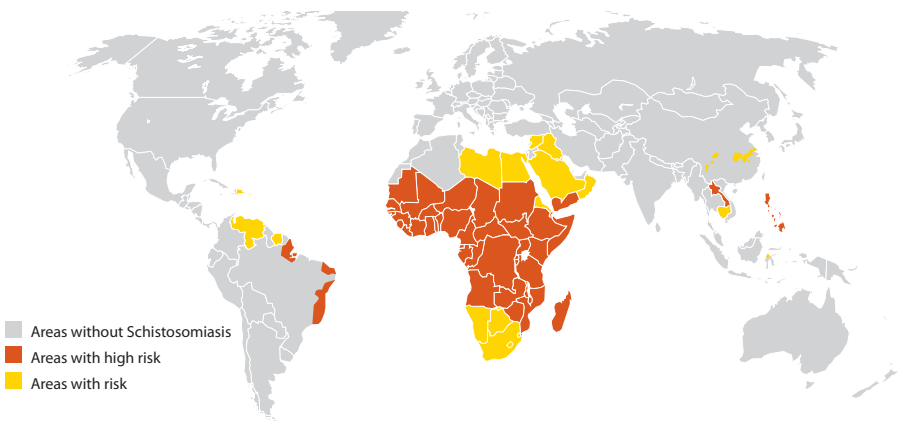 Areas without Schistosomiasis
Areas with high risk
Areas with risk